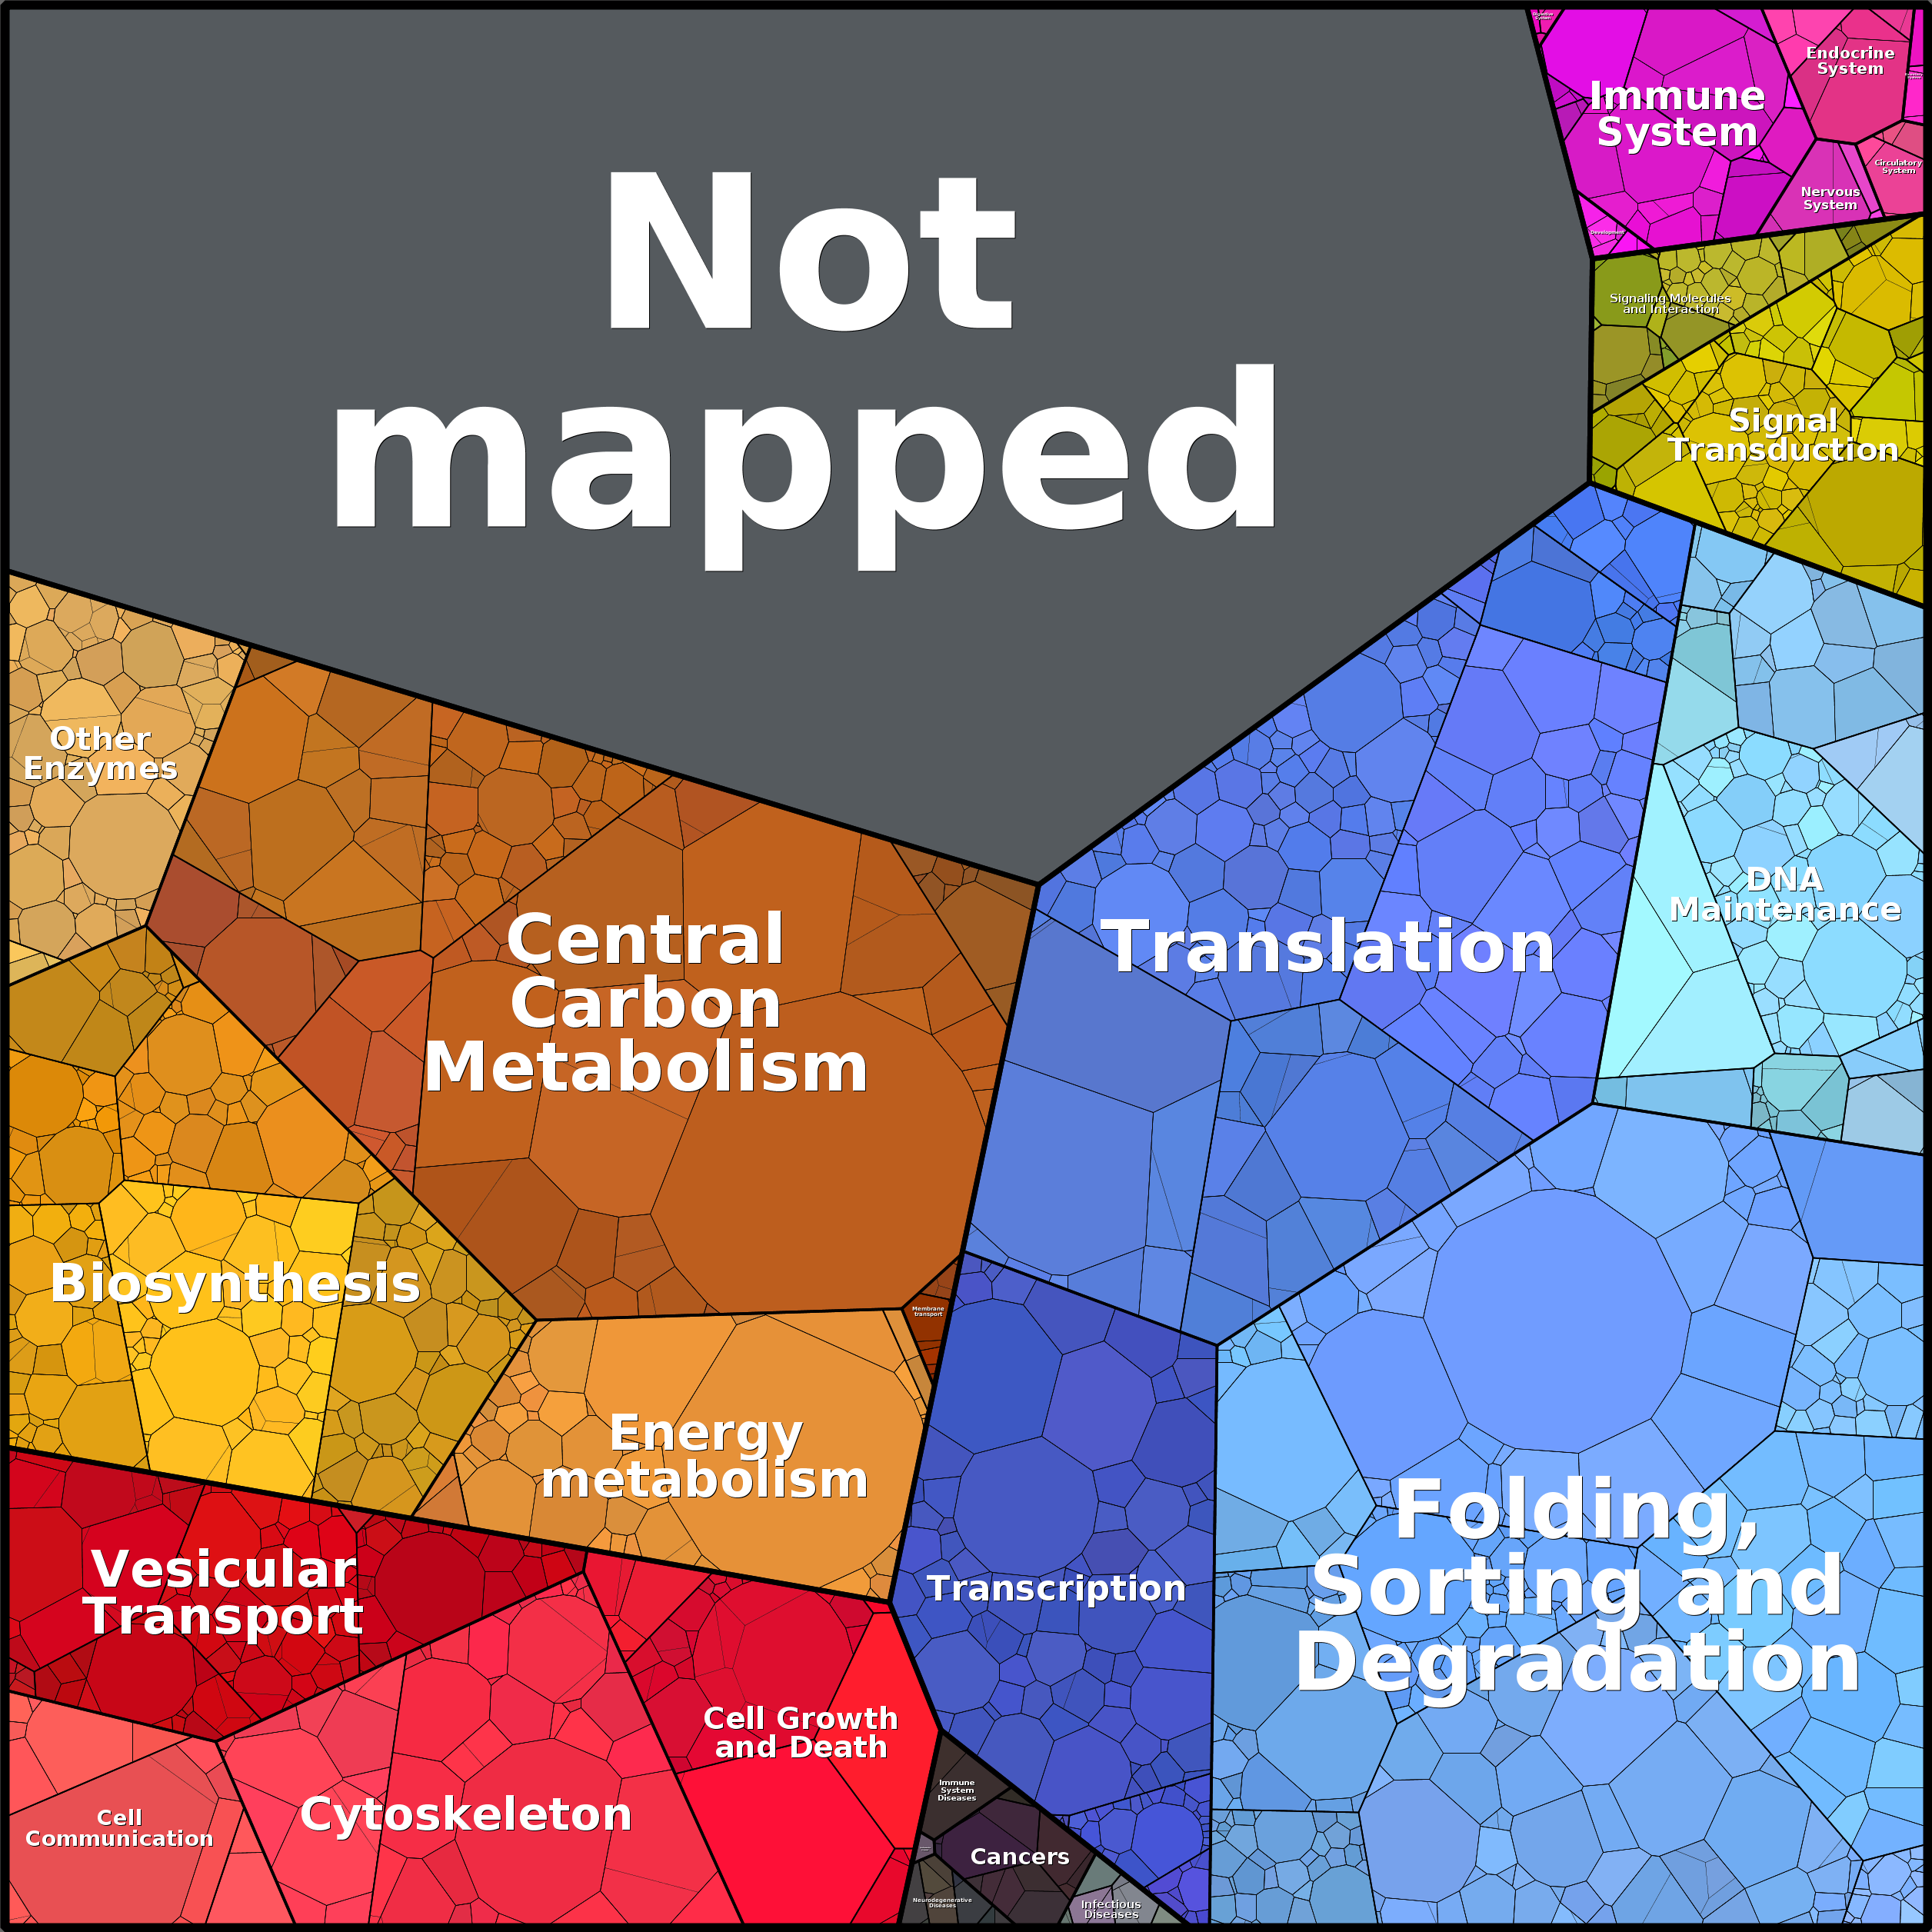 Not
mapped
Immune
System
Endocrine
System
Circulatory
System
Nervous
System
Development
Signaling Molecules
and Interaction
Signal
Transduction
Other
Enzymes
Central
Carbon
Metabolism
Translation
DNA
Maintenance
Biosynthesis
Membrane
transport
Energy
metabolism
Vesicular
Transport
Transcription
Folding,
Sorting and
Degradation
Cell Growth
and Death
Cell
Communication
Cytoskeleton
Immune
System
Diseases
Cancers
Neurodegenerative
Diseases
Infectious
Diseases